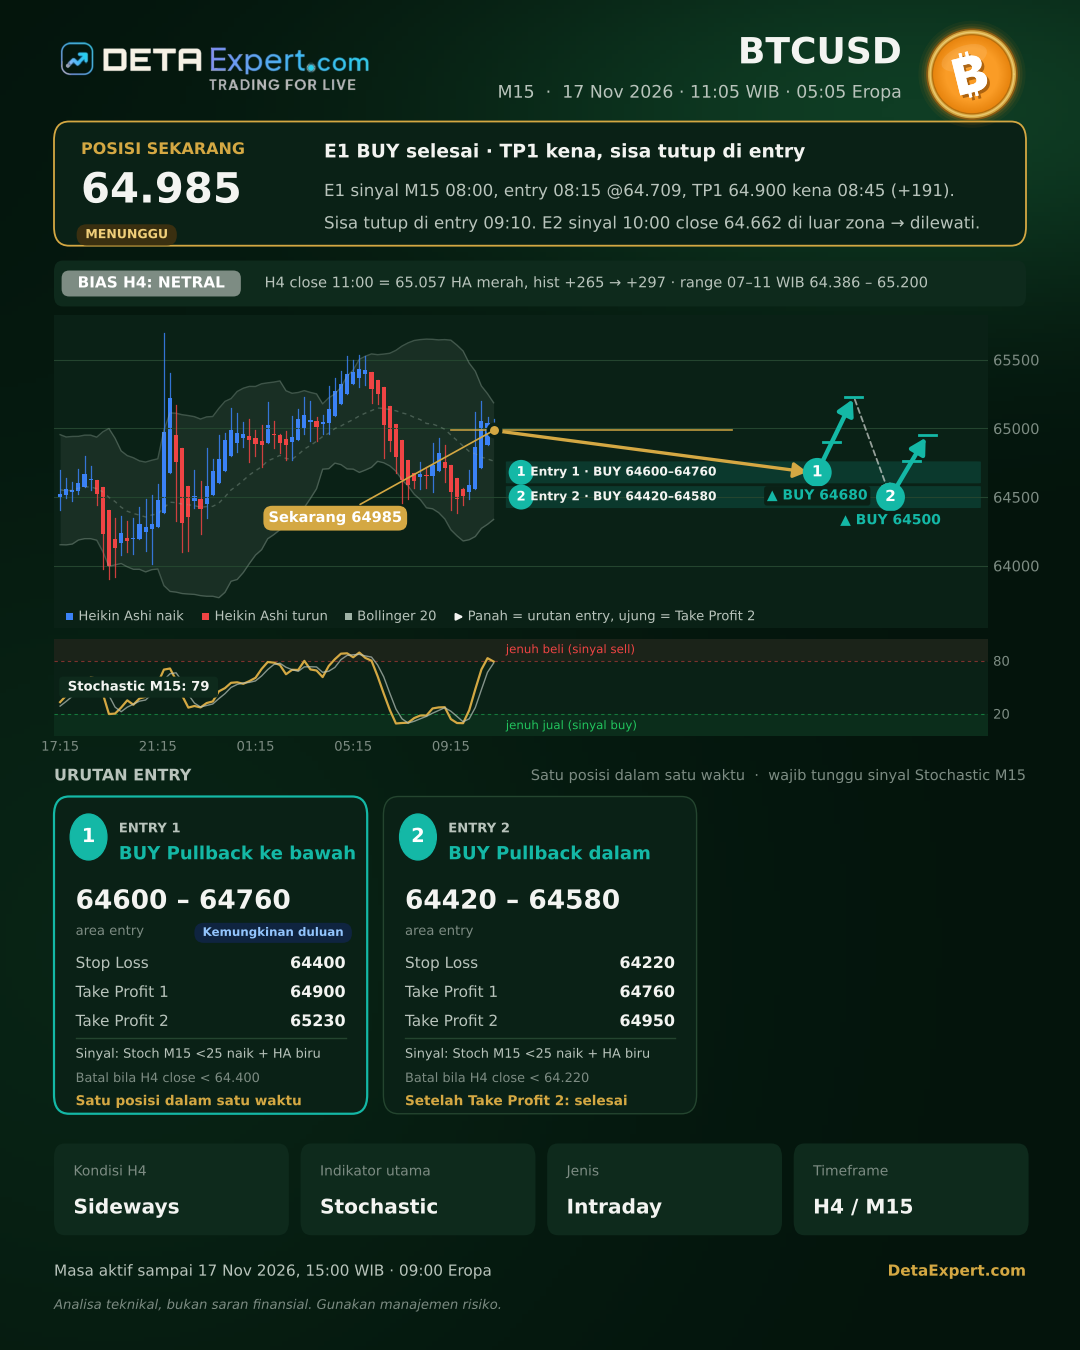 DETA Expert.com
TRADING FOR LIVE
BTCUSD
M15 · 17 Nov 2026 · 11:05 WIB · 05:05 Eropa
POSISI SEKARANG
64.985
MENUNGGU
E1 BUY selesai · TP1 kena, sisa tutup di entry
E1 sinyal M15 08:00, entry 08:15 @64.709, TP1 64.900 kena 08:45 (+191).
Sisa tutup di entry 09:10. E2 sinyal 10:00 close 64.662 di luar zona → dilewati.
BIAS H4: NETRAL
H4 close 11:00 = 65.057 HA merah, hist +265 → +297 · range 07–11 WIB 64.386 – 65.200
65500
65000
64500
64000
1 Entry 1 · BUY 64600–64760
2 Entry 2 · BUY 64420–64580
1
▲ BUY 64680
2
▲ BUY 64500
Sekarang 64985
Heikin Ashi naik
Heikin Ashi turun
Bollinger 20
Panah = urutan entry, ujung = Take Profit 2
jenuh beli (sinyal sell)
80
Stochastic M15: 79
20
jenuh jual (sinyal buy)
17:15 21:15 01:15 05:15 09:15
URUTAN ENTRY
Satu posisi dalam satu waktu · wajib tunggu sinyal Stochastic M15
1
ENTRY 1
BUY Pullback ke bawah
64600 – 64760
area entry
Kemungkinan duluan
Stop Loss 64400
Take Profit 1 64900
Take Profit 2 65230
Sinyal: Stoch M15 <25 naik + HA biru
Batal bila H4 close < 64.400
Satu posisi dalam satu waktu
2
ENTRY 2
BUY Pullback dalam
64420 – 64580
area entry
Stop Loss 64220
Take Profit 1 64760
Take Profit 2 64950
Sinyal: Stoch M15 <25 naik + HA biru
Batal bila H4 close < 64.220
Setelah Take Profit 2: selesai
Kondisi H4
Sideways
Indikator utama
Stochastic
Jenis
Intraday
Timeframe
H4 / M15
Masa aktif sampai 17 Nov 2026, 15:00 WIB · 09:00 Eropa
DetaExpert.com
Analisa teknikal, bukan saran finansial. Gunakan manajemen risiko.